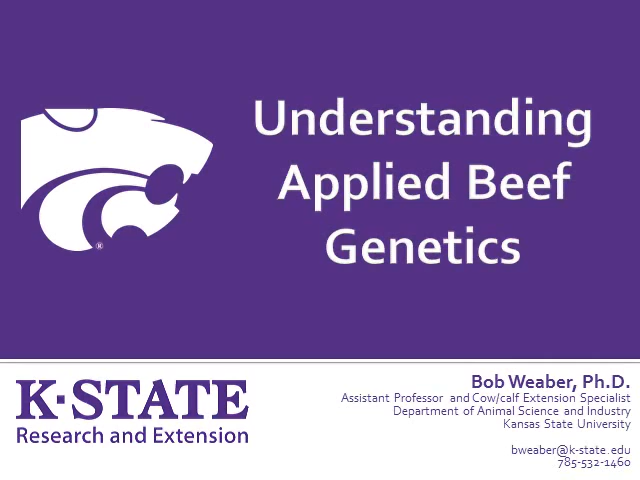 Understanding
Applied Beef
Genetics
®
K·STATE
Research and Extension
Bob Weaber, Ph.D.
Assistant Professor and Cow/calf Extension Specialist
Department of Animal Science and Industry
Kansas State University
bweaber@k-state.edu
785-532-1460